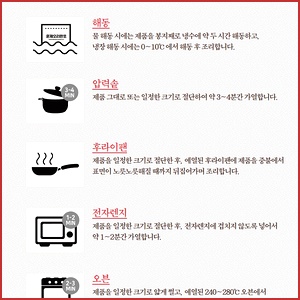 해동
물 해동 시에는 제품을 봉지째로 냉수에 약 두 시간 해동하고,
냉장 해동 시에는 0~10℃ 에서 해동 후 조리합니다.
압력솥
3-4
MIN
제품 그대로 또는 일정한 크기로 절단하여 약 3~4분간 가열합니다.
후라이팬
제품을 일정한 크기로 절단한 후, 예열된 후라이팬에 제품을 중불에서
표면이 노릇노릇해질 때까지 뒤집어가며 조리합니다.
전자렌지
1-2
MIN
제품을 일정한 크기로 절단한 후, 전자렌지에 겹치지 않도록 넣어서
약 1~2분간 가열합니다.
오븐
2-3
MIN
제품을 일정한 크기로 얇게 썰고, 예열된 240~280℃ 오븐에서